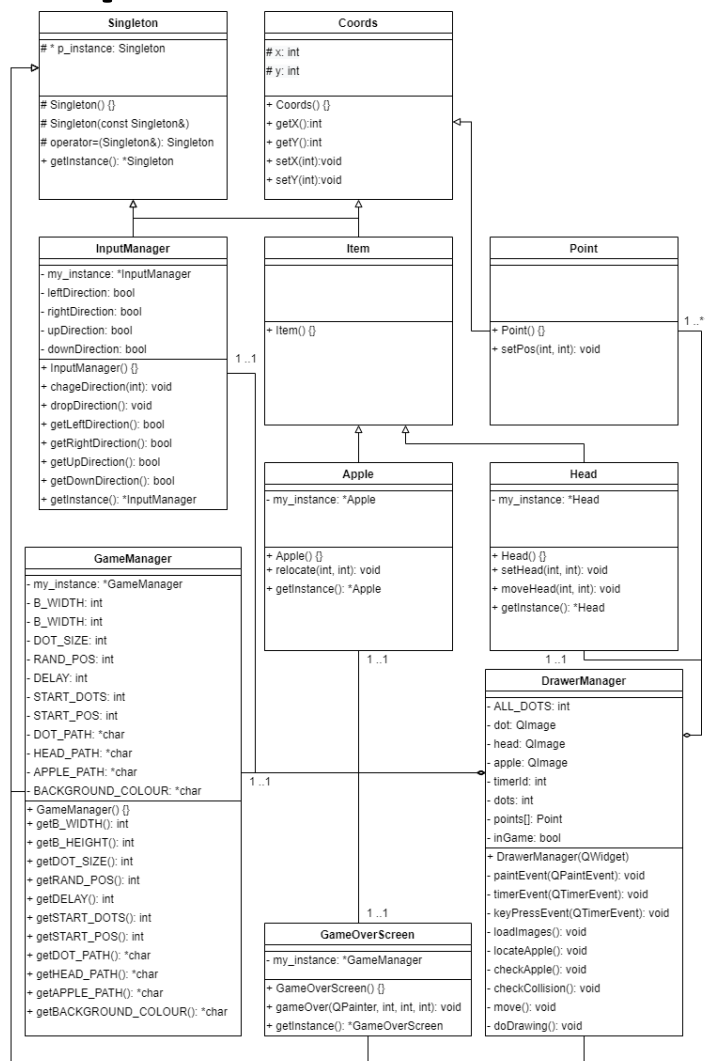 Singleton
# * p_instance: Singleton
# Singleton() {}
# Singleton(const Singleton&)
# operator=(Singleton&): Singleton
+ getInstance(): *Singleton
Coords
# x: int
# y: int
+ Coords() {}
+ getX():int
+ getY():int
+ setX(int):void
+ setY(int):void
InputManager
- my_instance: *InputManager
- leftDirection: bool
- rightDirection: bool
- upDirection: bool
- downDirection: bool
+ InputManager() {}
+ chageDirection(int): void
+ dropDirection(): void
+ getLeftDirection(): bool
+ getRightDirection(): bool
+ getUpDirection(): bool
+ getDownDirection(): bool
+ getInstance(): *InputManager
1 ..1
Item
+ Item() {}
Point
+ Point() {}
+ setPos(int, int): void
1 ..*
Apple
- my_instance: *Apple
+ Apple() {}
+ relocate(int, int): void
+ getInstance(): *Apple
1 ..1
Head
- my_instance: *Head
+ Head() {}
+ setHead(int, int): void
+ moveHead(int, int): void
+ getInstance(): *Head
1 ..1
GameManager
- my_instance: *GameManager
- B_WIDTH: int
- B_WIDTH: int
- DOT_SIZE: int
- RAND_POS: int
- DELAY: int
- START_DOTS: int
- START_POS: int
- DOT_PATH: *char
- HEAD_PATH: *char
- APPLE_PATH: *char
- BACKGROUND_COLOUR: *char
+ GameManager() {}
+ getB_WIDTH(): int
+ getB_HEIGHT(): int
+ getDOT_SIZE(): int
+ getRAND_POS(): int
+ getDELAY(): int
+ getSTART_DOTS(): int
+ getSTART_POS(): int
+ getDOT_PATH(): *char
+ getHEAD_PATH(): *char
+ getAPPLE_PATH(): *char
+ getBACKGROUND_COLOUR(): *char
1 ..1
DrawerManager
- ALL_DOTS: int
- dot: QImage
- head: QImage
- apple: QImage
- timerId: int
- dots: int
- points[]: Point
- inGame: bool
+ DrawerManager(QWidget)
- paintEvent(QPaintEvent): void
- timerEvent(QTimerEvent): void
- keyPressEvent(QTimerEvent): void
- loadImages(): void
- locateApple(): void
- checkApple(): void
- checkCollision(): void
- move(): void
- doDrawing(): void
1 ..1
GameOverScreen
- my_instance: *GameManager
+ GameOverScreen() {}
+ gameOver(QPainter, int, int, int): void
+ getInstance(): *GameOverScreen